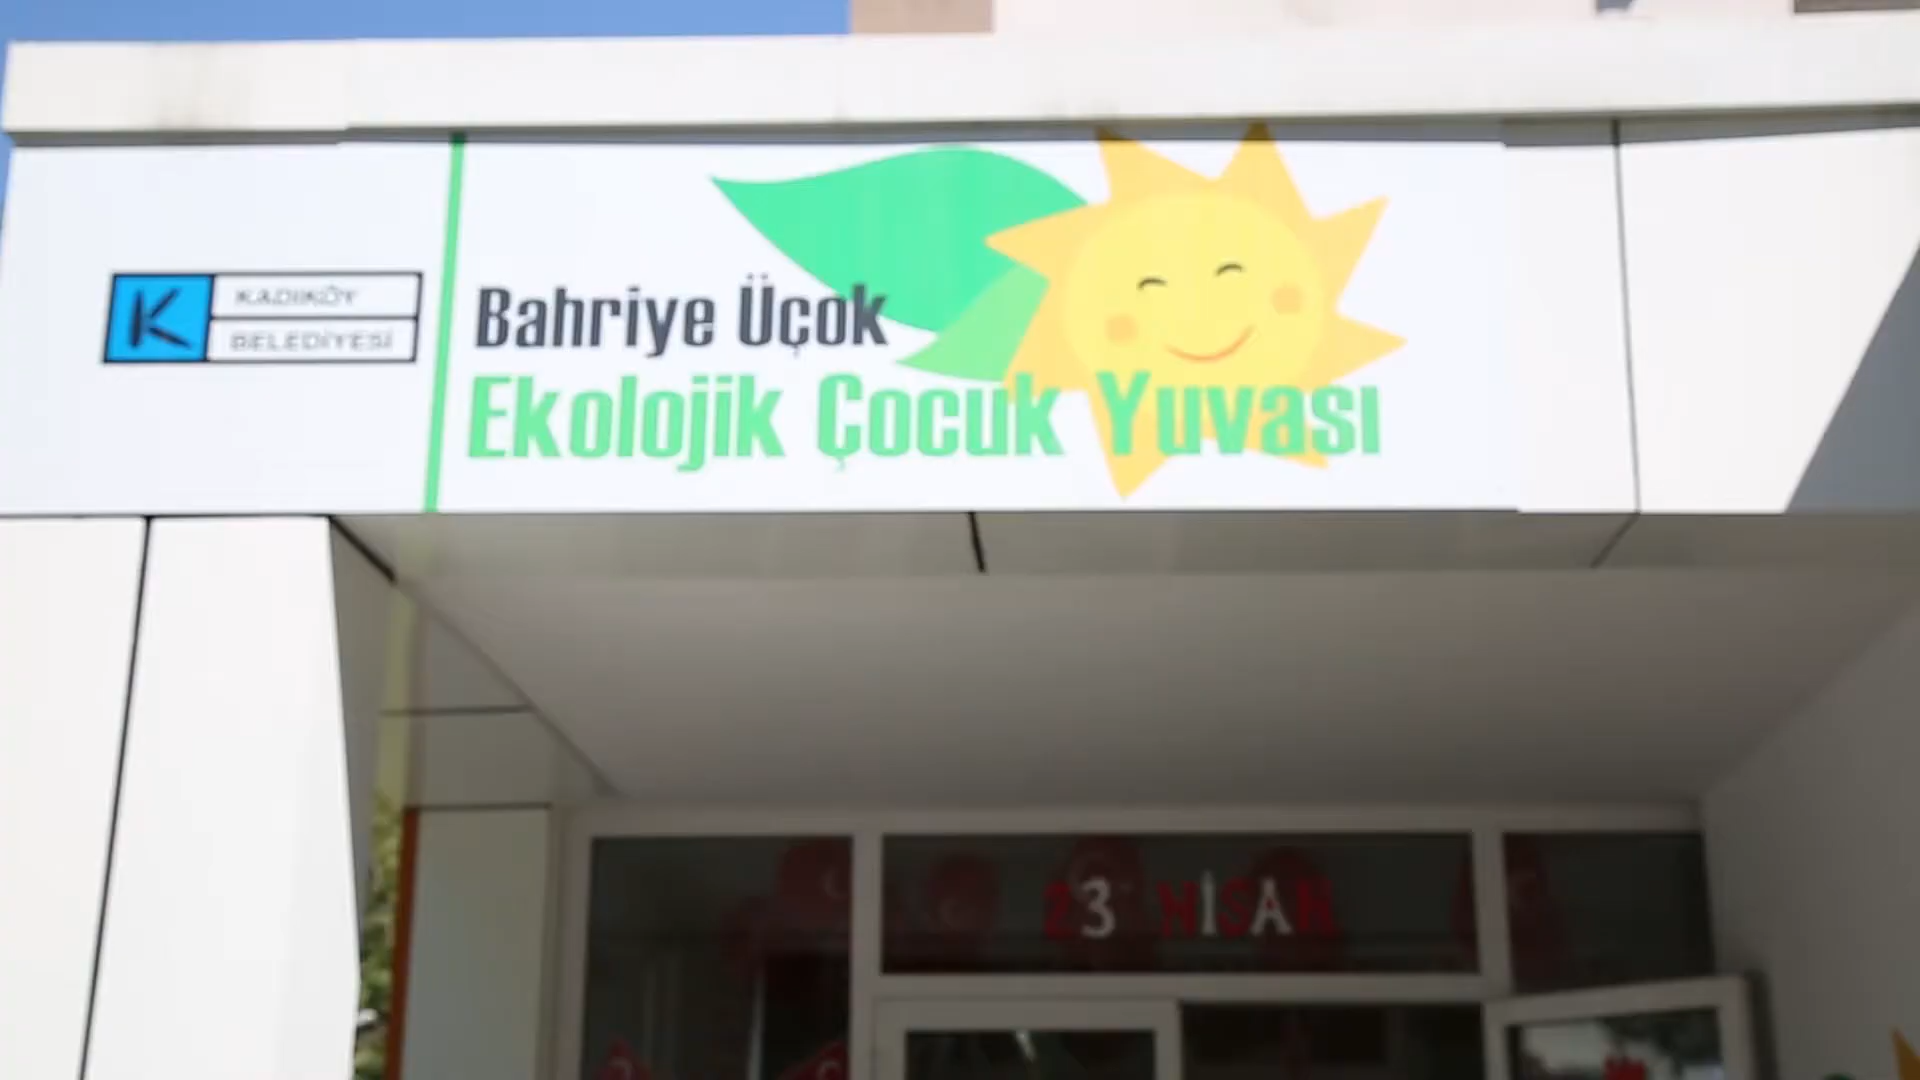 KADIKÖY
BELEDİYESİ
Bahriye Üçok
Ekolojik Çocuk Yuvası
23 NİSAN